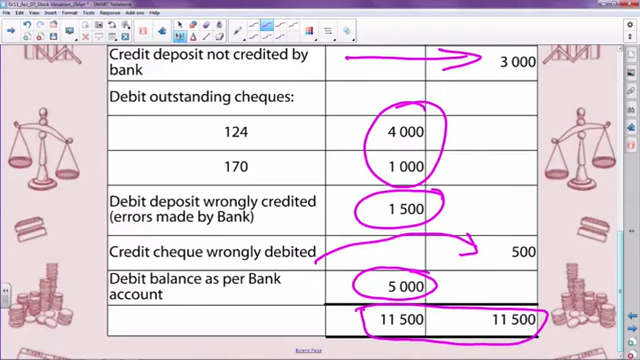 Gr11_Acc_07_Stock Valuation_28Apr* - SMART Notebook
File Edit View Insert Format Tools Add-ons Help
Credit deposit not credited by
bank
3 000
Debit outstanding cheques:
124
4 000
170
1 000
Debit deposit wrongly credited
(errors made by Bank)
1 500
Credit cheque wrongly debited
500
Debit balance as per Bank
account
5 000
11 500 11 500
Extend Page